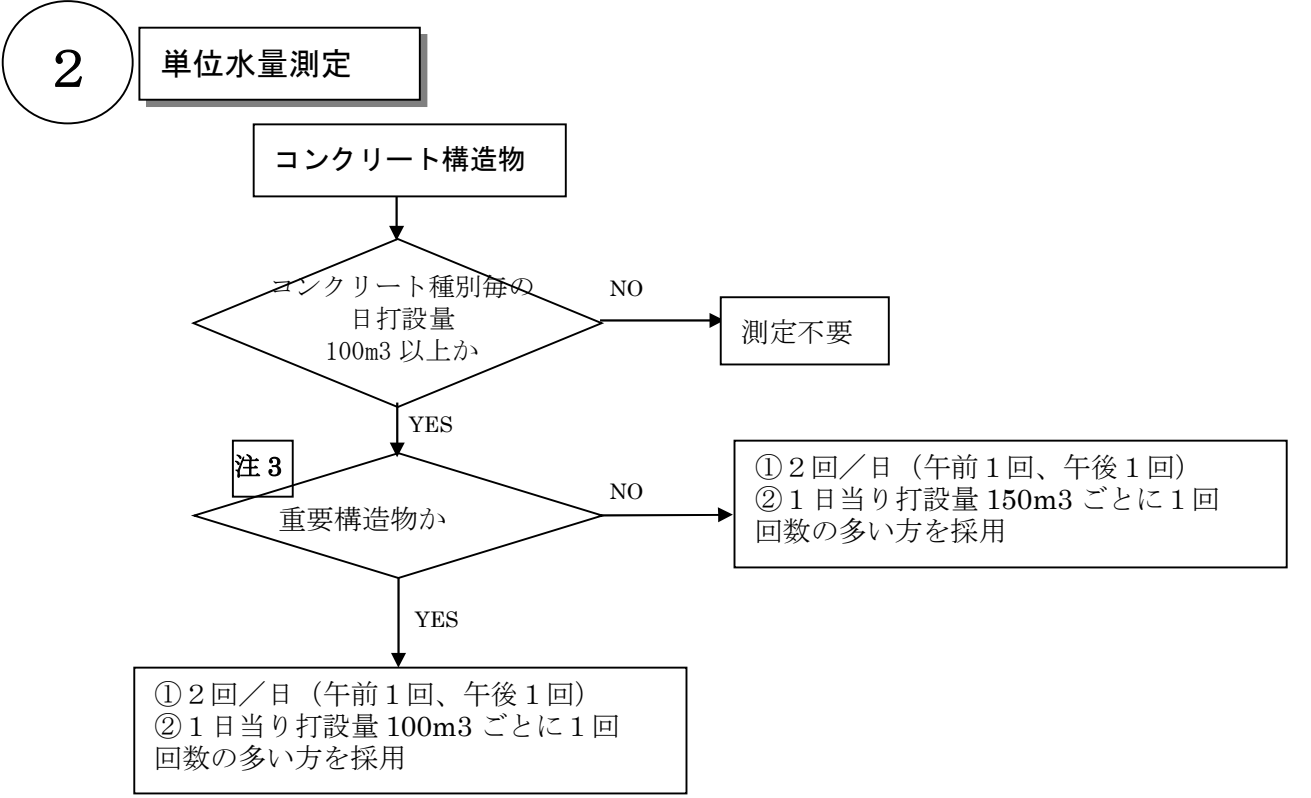 2
単位水量測定
コンクリート構造物
コンクリート種別毎の
日打設量
100m3 以上か
NO
測定不要
YES
注 3
重要構造物か
NO
①２回／日（午前１回、午後１回）
②１日当り打設量 150m3 ごとに１回
回数の多い方を採用
YES
①２回／日（午前１回、午後１回）
②１日当り打設量 100m3 ごとに１回
回数の多い方を採用